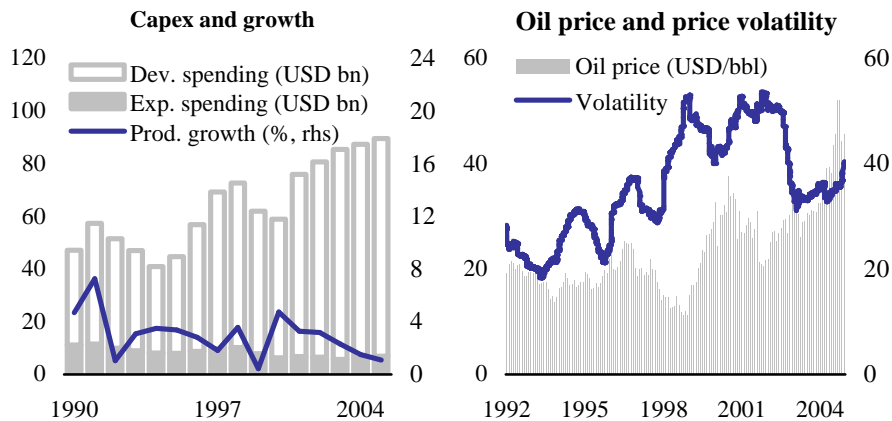 Capex and growth
120
100
80
60
40
20
0
24
20
16
12
8
4
0
Dev. spending (USD bn)
Exp. spending (USD bn)
Prod. growth (%, rhs)
1990 1997 2004
Oil price and price volatility
60
40
20
0
60
40
20
0
Oil price (USD/bbl)
Volatility
1992 1995 1998 2001 2004